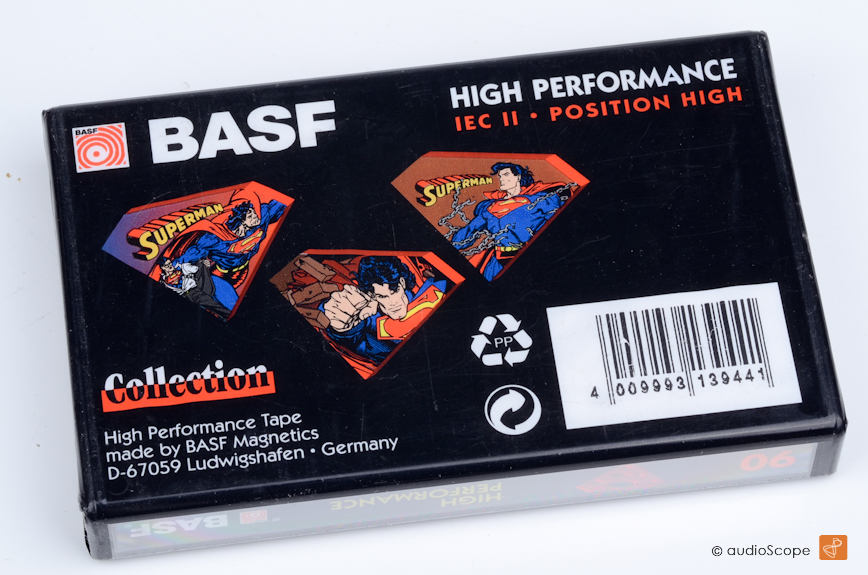 BASF
BASF
HIGH PERFORMANCE
IEC II • POSITION HIGH
SUPERMAN
SUPERMAN
Collection
High Performance Tape
made by BASF Magnetics
D-67059 Ludwigshafen • Germany
PP
4 009993 139441
BASF
HIGH
PERFORMANCE
90
© audioScope